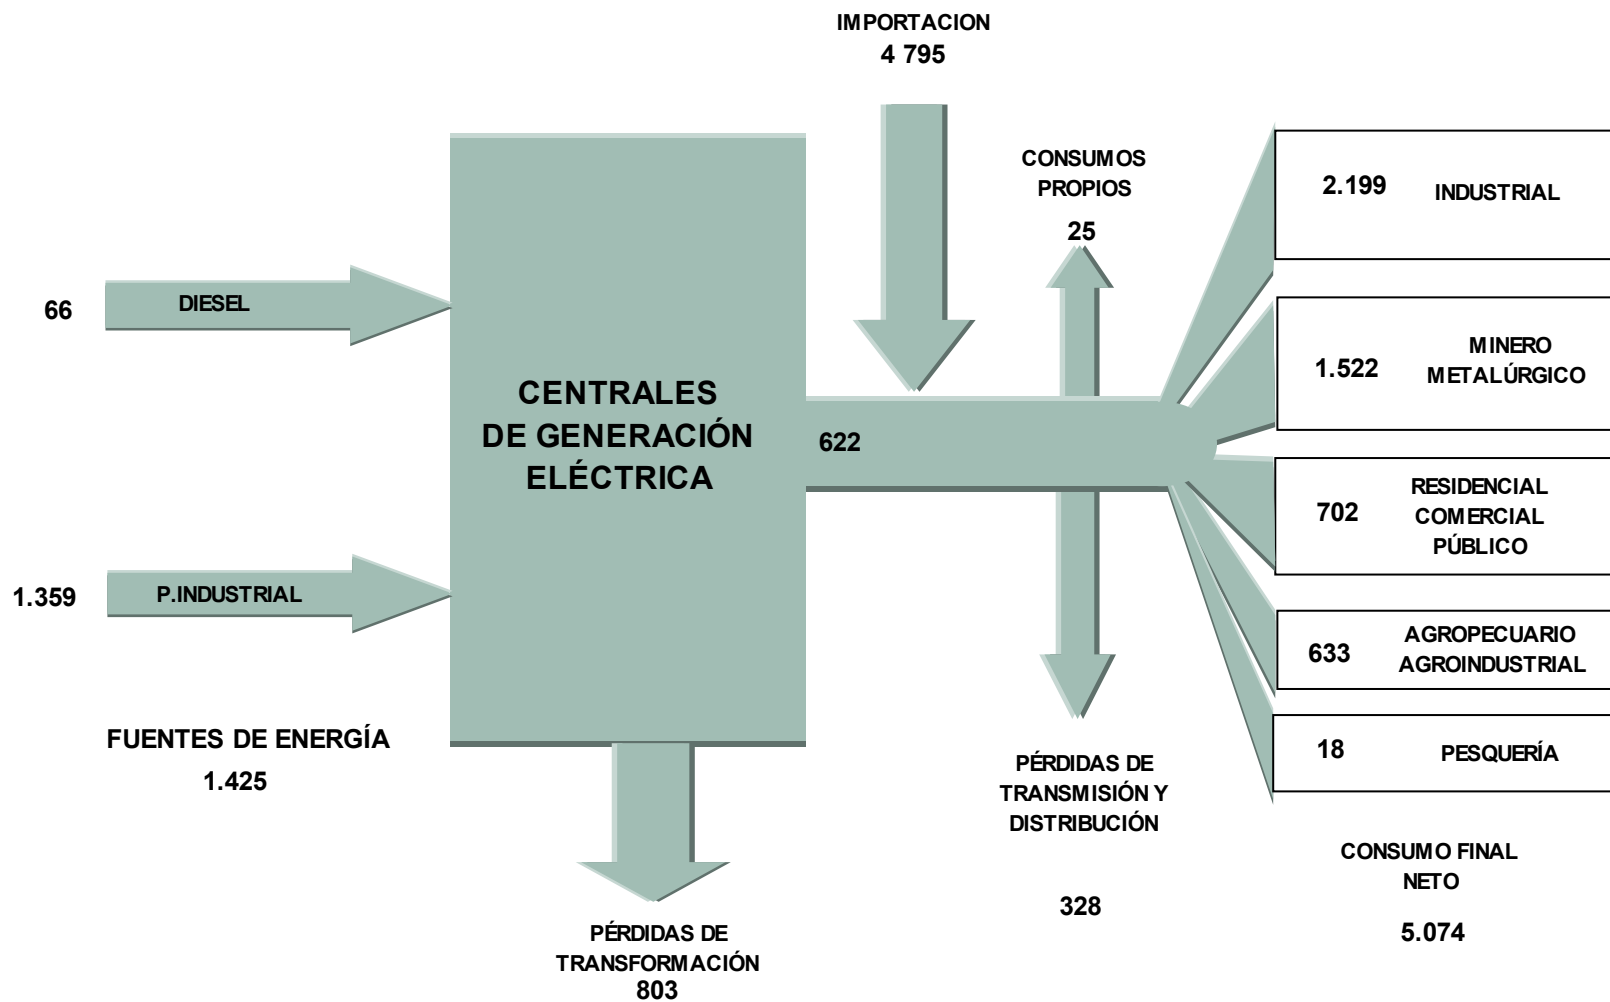 IMPORTACION
4 795
CONSUMOS
PROPIOS
25
66
DIESEL
1.359
P.INDUSTRIAL
FUENTES DE ENERGÍA
1.425
CENTRALES
DE GENERACIÓN
ELÉCTRICA
622
PÉRDIDAS DE
TRANSFORMACIÓN
803
PÉRDIDAS DE
TRANSMISIÓN Y
DISTRIBUCIÓN
328
2.199 INDUSTRIAL
MINERO
1.522 METALÚRGICO
RESIDENCIAL
702 COMERCIAL
PÚBLICO
AGROPECUARIO
633 AGROINDUSTRIAL
18 PESQUERÍA
CONSUMO FINAL
NETO
5.074